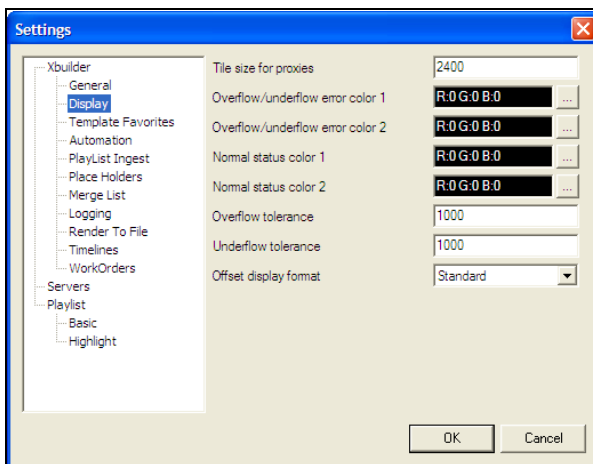 Settings
Xbuilder
General
Display
Template Favorites
Automation
PlayList Ingest
Place Holders
Merge List
Logging
Render To File
Timelines
WorkOrders
Servers
Playlist
Basic
Highlight
Tile size for proxies 2400
Overflow/underflow error color 1 R:0 G:0 B:0 ...
Overflow/underflow error color 2 R:0 G:0 B:0 ...
Normal status color 1 R:0 G:0 B:0 ...
Normal status color 2 R:0 G:0 B:0 ...
Overflow tolerance 1000
Underflow tolerance 1000
Offset display format Standard
OK Cancel